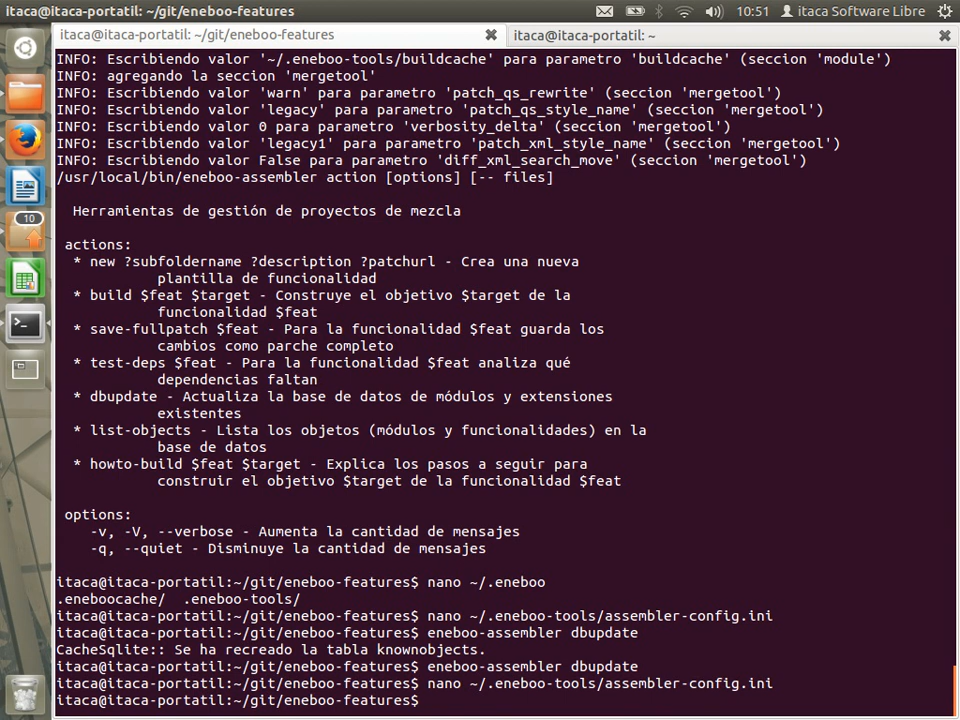 itaca@itaca-portatil: ~/git/eneboo-features
10:51
itaca Software Libre
itaca@itaca-portatil: ~/git/eneboo-features
itaca@itaca-portatil: ~
INFO: Escribiendo valor '~/.eneboo-tools/buildcache' para parametro 'buildcache' (seccion 'module')
INFO: agregando la seccion 'mergetool'
INFO: Escribiendo valor 'warn' para parametro 'patch_qs_rewrite' (seccion 'mergetool')
INFO: Escribiendo valor 'legacy' para parametro 'patch_qs_style_name' (seccion 'mergetool')
INFO: Escribiendo valor 0 para parametro 'verbosity_delta' (seccion 'mergetool')
INFO: Escribiendo valor 'legacy1' para parametro 'patch_xml_style_name' (seccion 'mergetool')
INFO: Escribiendo valor False para parametro 'diff_xml_search_move' (seccion 'mergetool')
/usr/local/bin/eneboo-assembler action [options] [-- files]
Herramientas de gestión de proyectos de mezcla
actions:
* new ?subfoldername ?description ?patchurl - Crea una nueva
plantilla de funcionalidad
* build $feat $target - Construye el objetivo $target de la
funcionalidad $feat
* save-fullpatch $feat - Para la funcionalidad $feat guarda los
cambios como parche completo
* test-deps $feat - Para la funcionalidad $feat analiza qué
dependencias faltan
* dbupdate - Actualiza la base de datos de módulos y extensiones
existentes
* list-objects - Lista los objetos (módulos y funcionalidades) en la
base de datos
* howto-build $feat $target - Explica los pasos a seguir para
construir el objetivo $target de la funcionalidad $feat
options:
-v, -V, --verbose - Aumenta la cantidad de mensajes
-q, --quiet - Disminuye la cantidad de mensajes
itaca@itaca-portatil:~/git/eneboo-features$ nano ~/.eneboo
.eneboocache/  .eneboo-tools/
itaca@itaca-portatil:~/git/eneboo-features$ nano ~/.eneboo-tools/assembler-config.ini
itaca@itaca-portatil:~/git/eneboo-features$ eneboo-assembler dbupdate
CacheSqlite:: Se ha recreado la tabla knownobjects.
itaca@itaca-portatil:~/git/eneboo-features$ eneboo-assembler dbupdate
itaca@itaca-portatil:~/git/eneboo-features$ nano ~/.eneboo-tools/assembler-config.ini
itaca@itaca-portatil:~/git/eneboo-features$
10